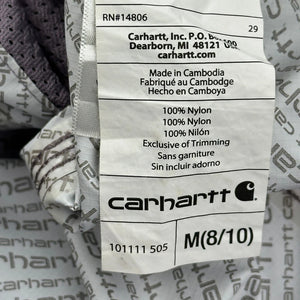 RN#14806
29
Carhartt, Inc. P.O. B
Dearborn, MI 48121
carhartt.com
Made in Cambodia
Fabriqué au Cambodge
Hecho en Camboya
100% Nylon
100% Nylon
100% Nilón
Exclusive of Trimming
Sans garniture
Sin incluir adorno
carhartt
101111 505
M(8/10)